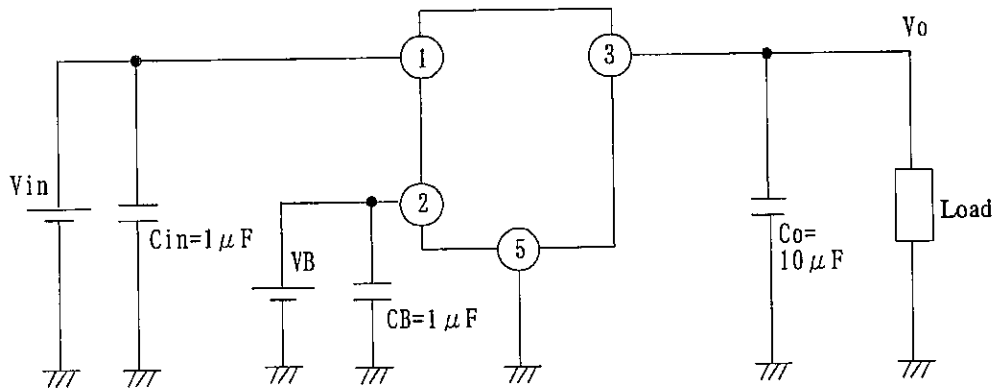 Vo
1
3
Vin
2
Cin=1μF
Load
5
Co=
10μF
VB
CB=1μF